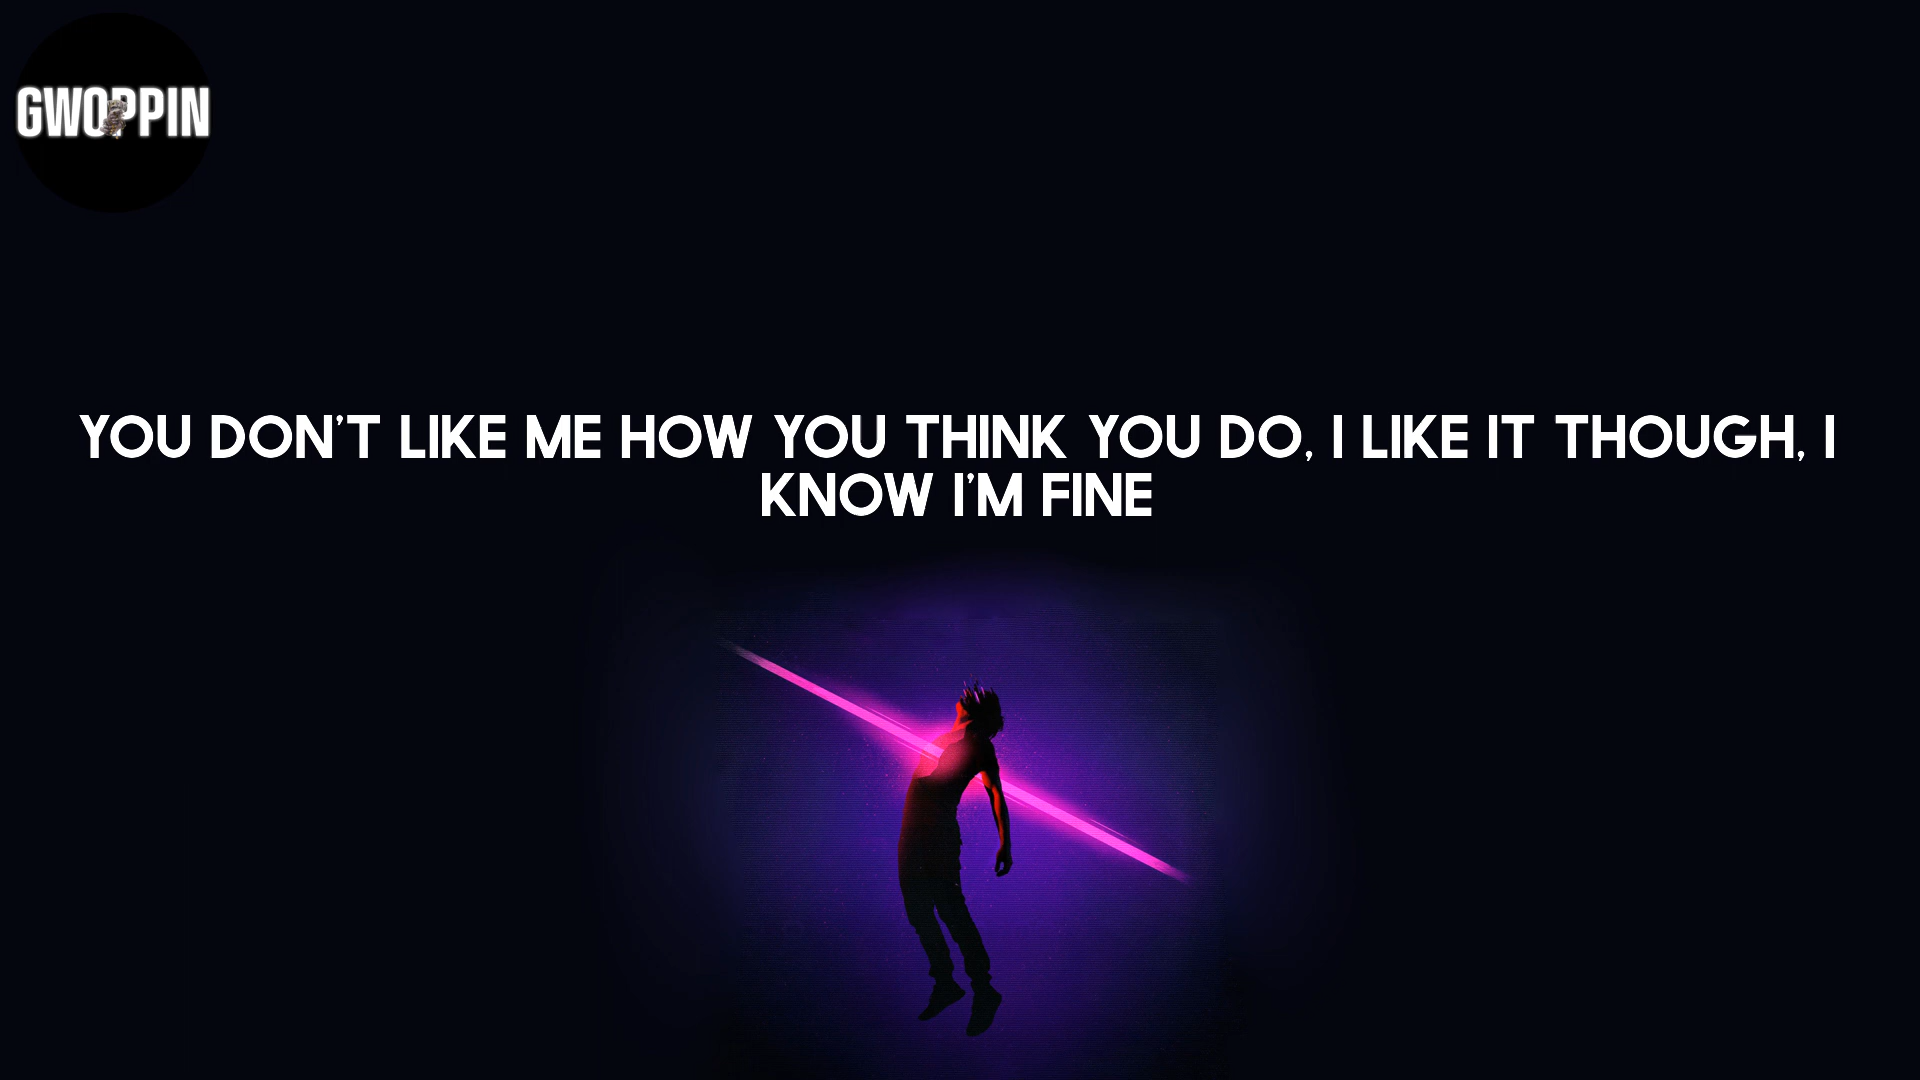 GWOPPIN
YOU DON'T LIKE ME HOW YOU THINK YOU DO, I LIKE IT THOUGH, I
KNOW I'M FINE